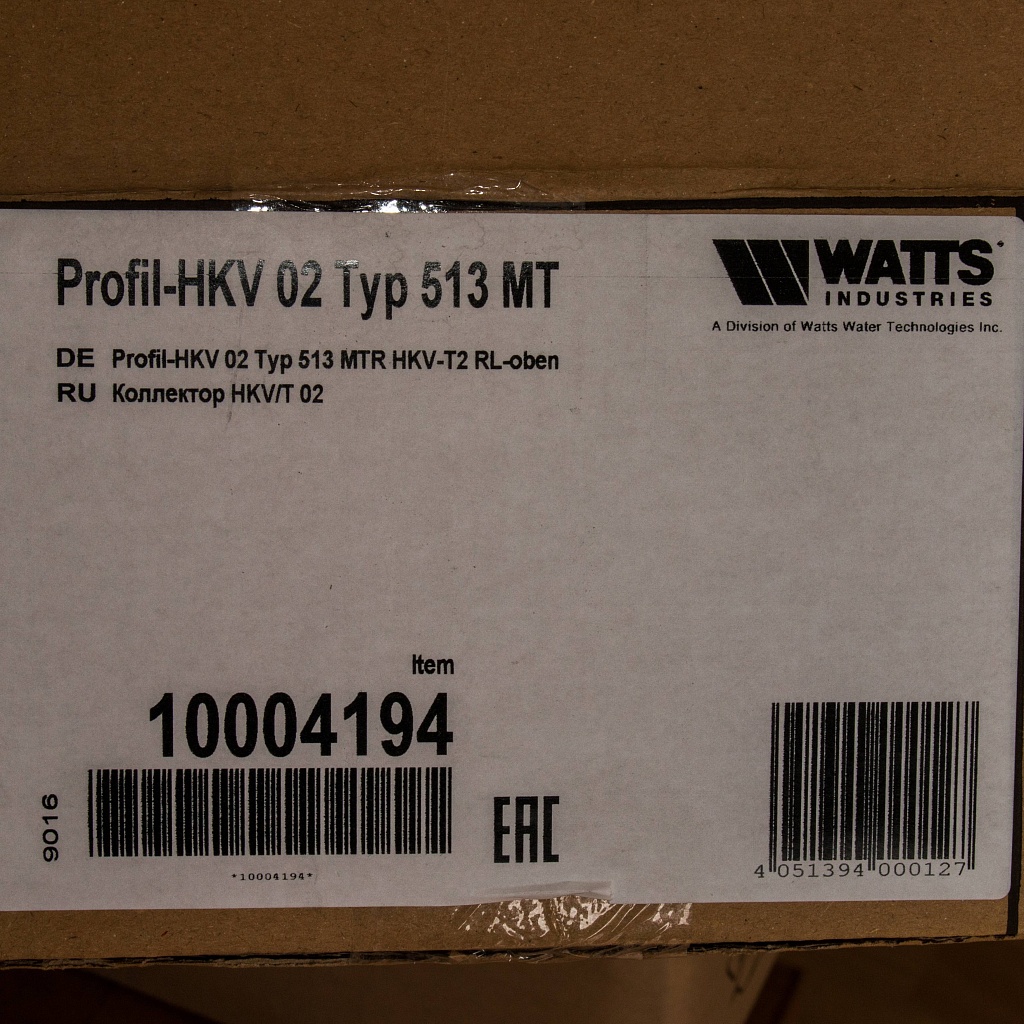 Profil-HKV 02 Typ 513 MT
WATTS
INDUSTRIES
A Division of Watts Water Technologies Inc.
DE Profil-HKV 02 Typ 513 MTR HKV-T2 RL-oben
RU Коллектор HKV/T 02
Item
10004194
9016
*10004194*
EAC
4 051394 000127